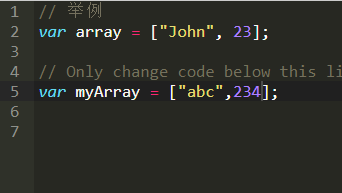 1 // 举例
2 var array = ["John", 23];
3
4 // Only change code below this li
5 var myArray = ["abc",234];
6
7